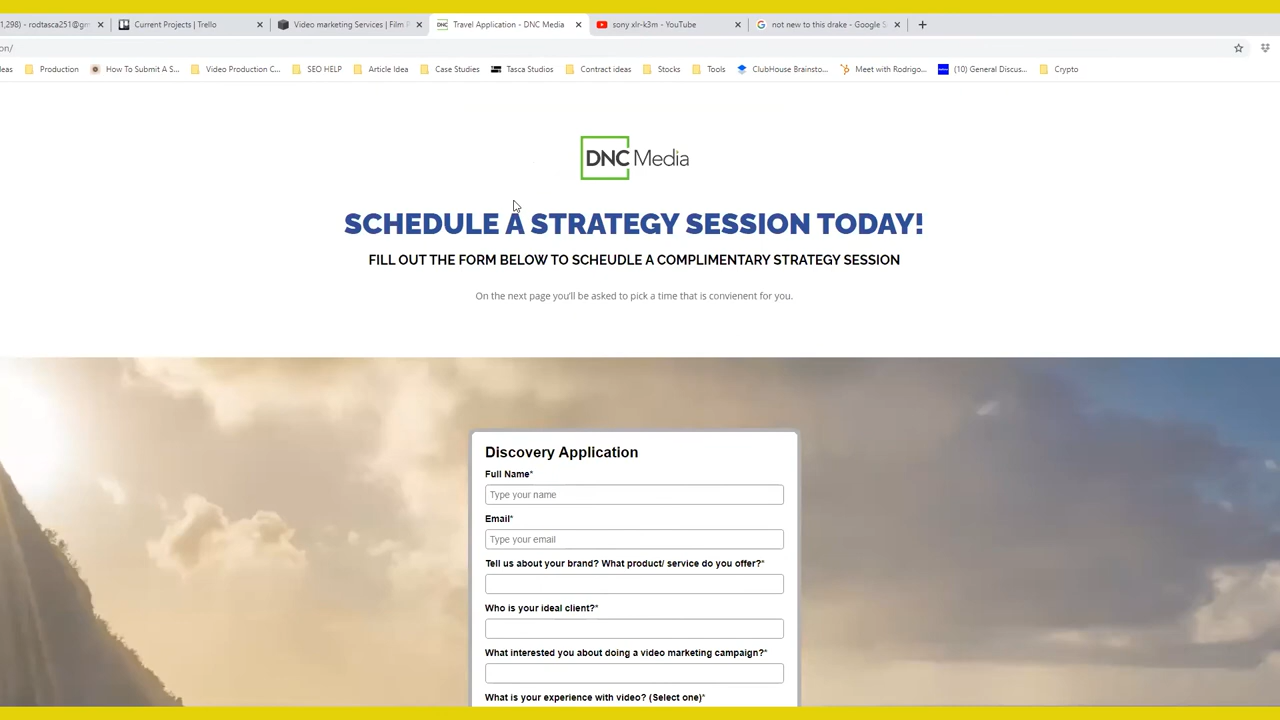 1,298) - rodtasca251@gm
Current Projects | Trello
Video marketing Services | Film P
Travel Application - DNC Media
sony xlr-k3m - YouTube
not new to this drake - Google S
on/
eas
Production
How To Submit A S...
Video Production C...
SEO HELP
Article Idea
Case Studies
Tasca Studios
Contract ideas
Stocks
Tools
ClubHouse Brainsto...
Meet with Rodrigo...
(10) General Discus...
Crypto
DNC Media
SCHEDULE A STRATEGY SESSION TODAY!
FILL OUT THE FORM BELOW TO SCHEUDLE A COMPLIMENTARY STRATEGY SESSION
On the next page you'll be asked to pick a time that is convienent for you.
Discovery Application
Full Name*
Type your name
Email*
Type your email
Tell us about your brand? What product/ service do you offer?*
Who is your ideal client?*
What interested you about doing a video marketing campaign?*
What is your experience with video? (Select one)*